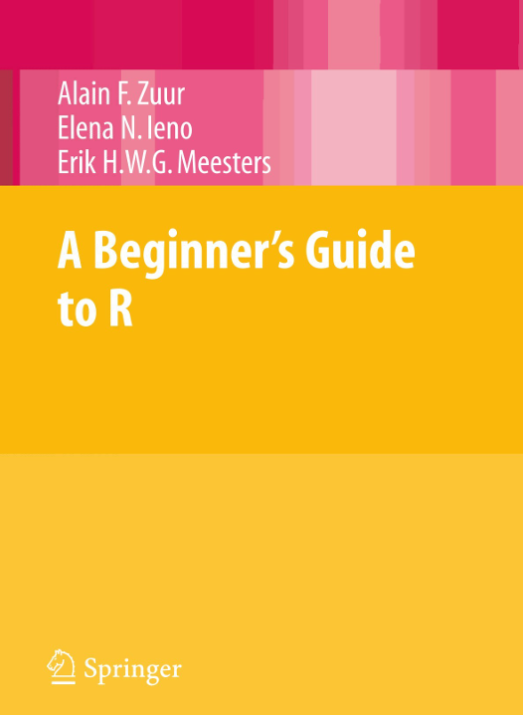 Alain F. Zuur
Elena N. Ieno
Erik H.W.G. Meesters
A Beginner’s Guide
to R
Springer